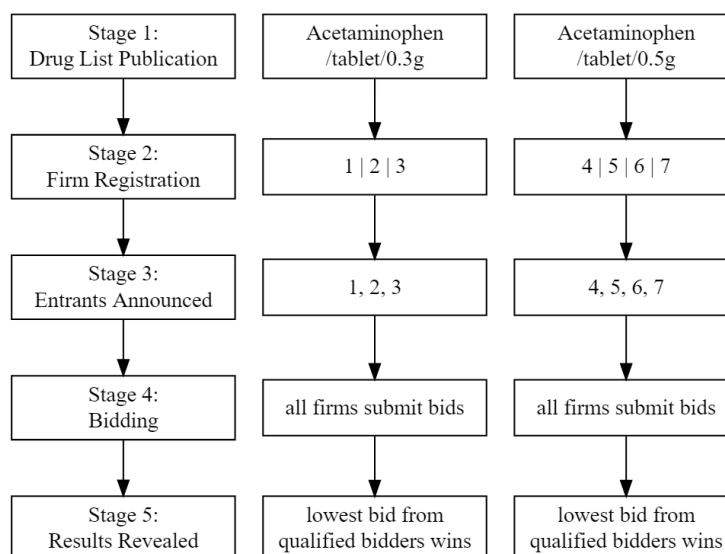 Stage 1:
Drug List Publication
Acetaminophen
/tablet/0.3g
Acetaminophen
/tablet/0.5g
Stage 2:
Firm Registration
1 | 2 | 3
4 | 5 | 6 | 7
Stage 3:
Entrants Announced
1, 2, 3
4, 5, 6, 7
Stage 4:
Bidding
all firms submit bids
all firms submit bids
Stage 5:
Results Revealed
lowest bid from
qualified bidders wins
lowest bid from
qualified bidders wins